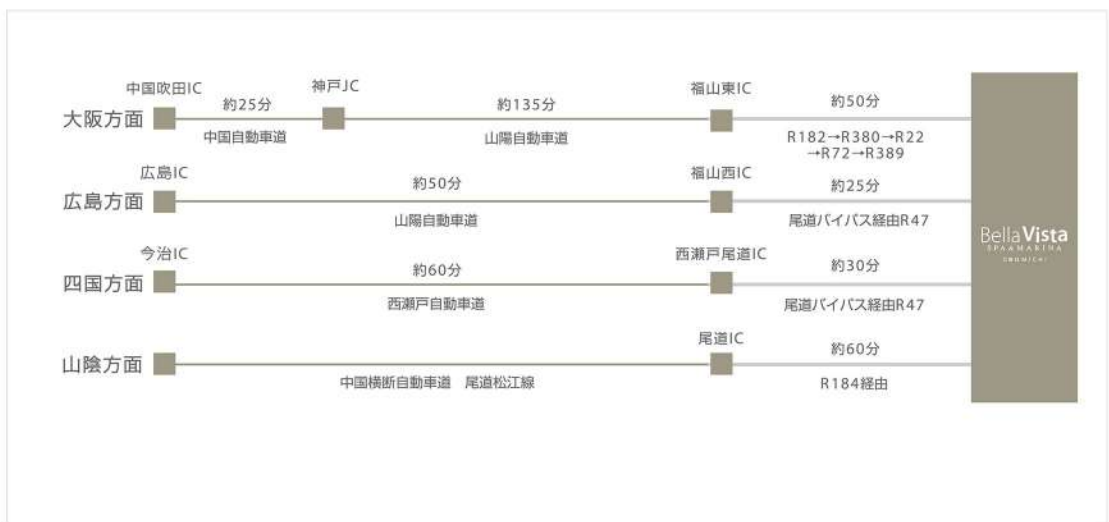 中国吹田IC
神戸JC
福山東IC
大阪方面
約25分
約135分
約50分
中国自動車道
山陽自動車道
R182→R380→R22
→R72→R389
広島IC
福山西IC
広島方面
約50分
約25分
山陽自動車道
尾道バイパス経由R47
今治IC
西瀬戸尾道IC
四国方面
約60分
約30分
西瀬戸自動車道
尾道バイパス経由R47
尾道IC
山陰方面
約60分
中国横断自動車道　尾道松江線
R184経由
Bella Vista
SPA&MARINA
ONOMICHI